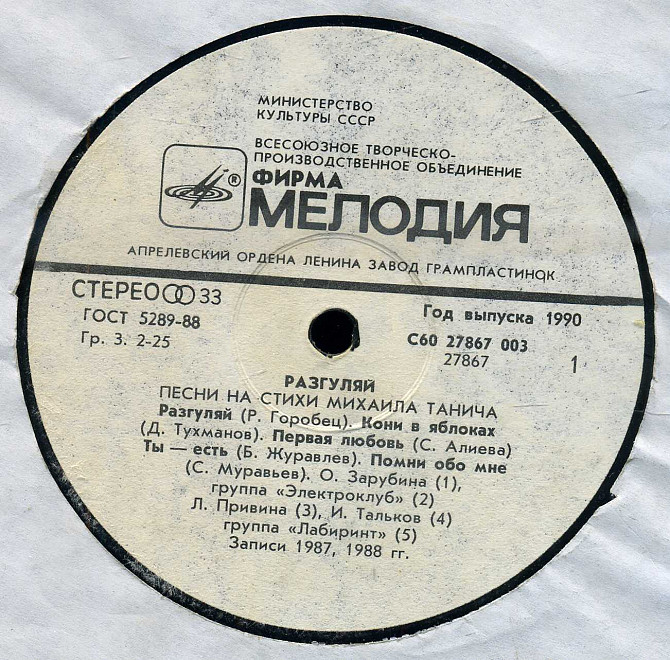 МИНИСТЕРСТВО
КУЛЬТУРЫ СССР
ВСЕСОЮЗНОЕ ТВОРЧЕСКО-
ПРОИЗВОДСТВЕННОЕ ОБЪЕДИНЕНИЕ
®
ФИРМА
МЕЛОДИЯ
АПРЕЛЕВСКИЙ ОРДЕНА ЛЕНИНА ЗАВОД ГРАМПЛАСТИНОК
СТЕРЕО 33
ГОСТ 5289-88
Гр. 3. 2-25
Год выпуска 1990
С60 27867 003
27867
1
РАЗГУЛЯЙ
ПЕСНИ НА СТИХИ МИХАИЛА ТАНИЧА
Разгуляй (Р. Горобец). Кони в яблоках
(Д. Тухманов). Первая любовь (С. Алиева)
Ты — есть (Б. Журавлев). Помни обо мне
(С. Муравьев). О. Зарубина (1),
группа «Электроклуб» (2)
Л. Привина (3), И. Тальков (4)
группа «Лабиринт» (5)
Записи 1987, 1988 гг.